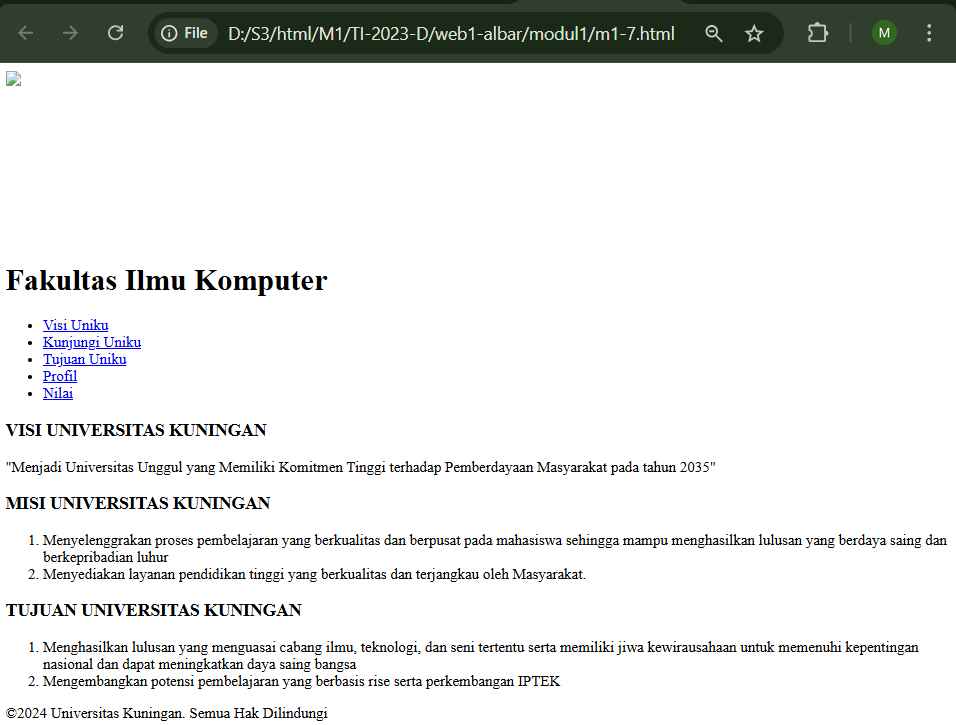 File D:/S3/html/M1/TI-2023-D/web1-albar/modul1/m1-7.html M
Fakultas Ilmu Komputer
• Visi Uniku
• Kunjungi Uniku
• Tujuan Uniku
• Profil
• Nilai
VISI UNIVERSITAS KUNINGAN
"Menjadi Universitas Unggul yang Memiliki Komitmen Tinggi terhadap Pemberdayaan Masyarakat pada tahun 2035"
MISI UNIVERSITAS KUNINGAN
1. Menyelenggrakan proses pembelajaran yang berkualitas dan berpusat pada mahasiswa sehingga mampu menghasilkan lulusan yang berdaya saing dan
berkepribadian luhur
2. Menyediakan layanan pendidikan tinggi yang berkualitas dan terjangkau oleh Masyarakat.
TUJUAN UNIVERSITAS KUNINGAN
1. Menghasilkan lulusan yang menguasai cabang ilmu, teknologi, dan seni tertentu serta memiliki jiwa kewirausahaan untuk memenuhi kepentingan
nasional dan dapat meningkatkan daya saing bangsa
2. Mengembangkan potensi pembelajaran yang berbasis rise serta perkembangan IPTEK
©2024 Universitas Kuningan. Semua Hak Dilindungi